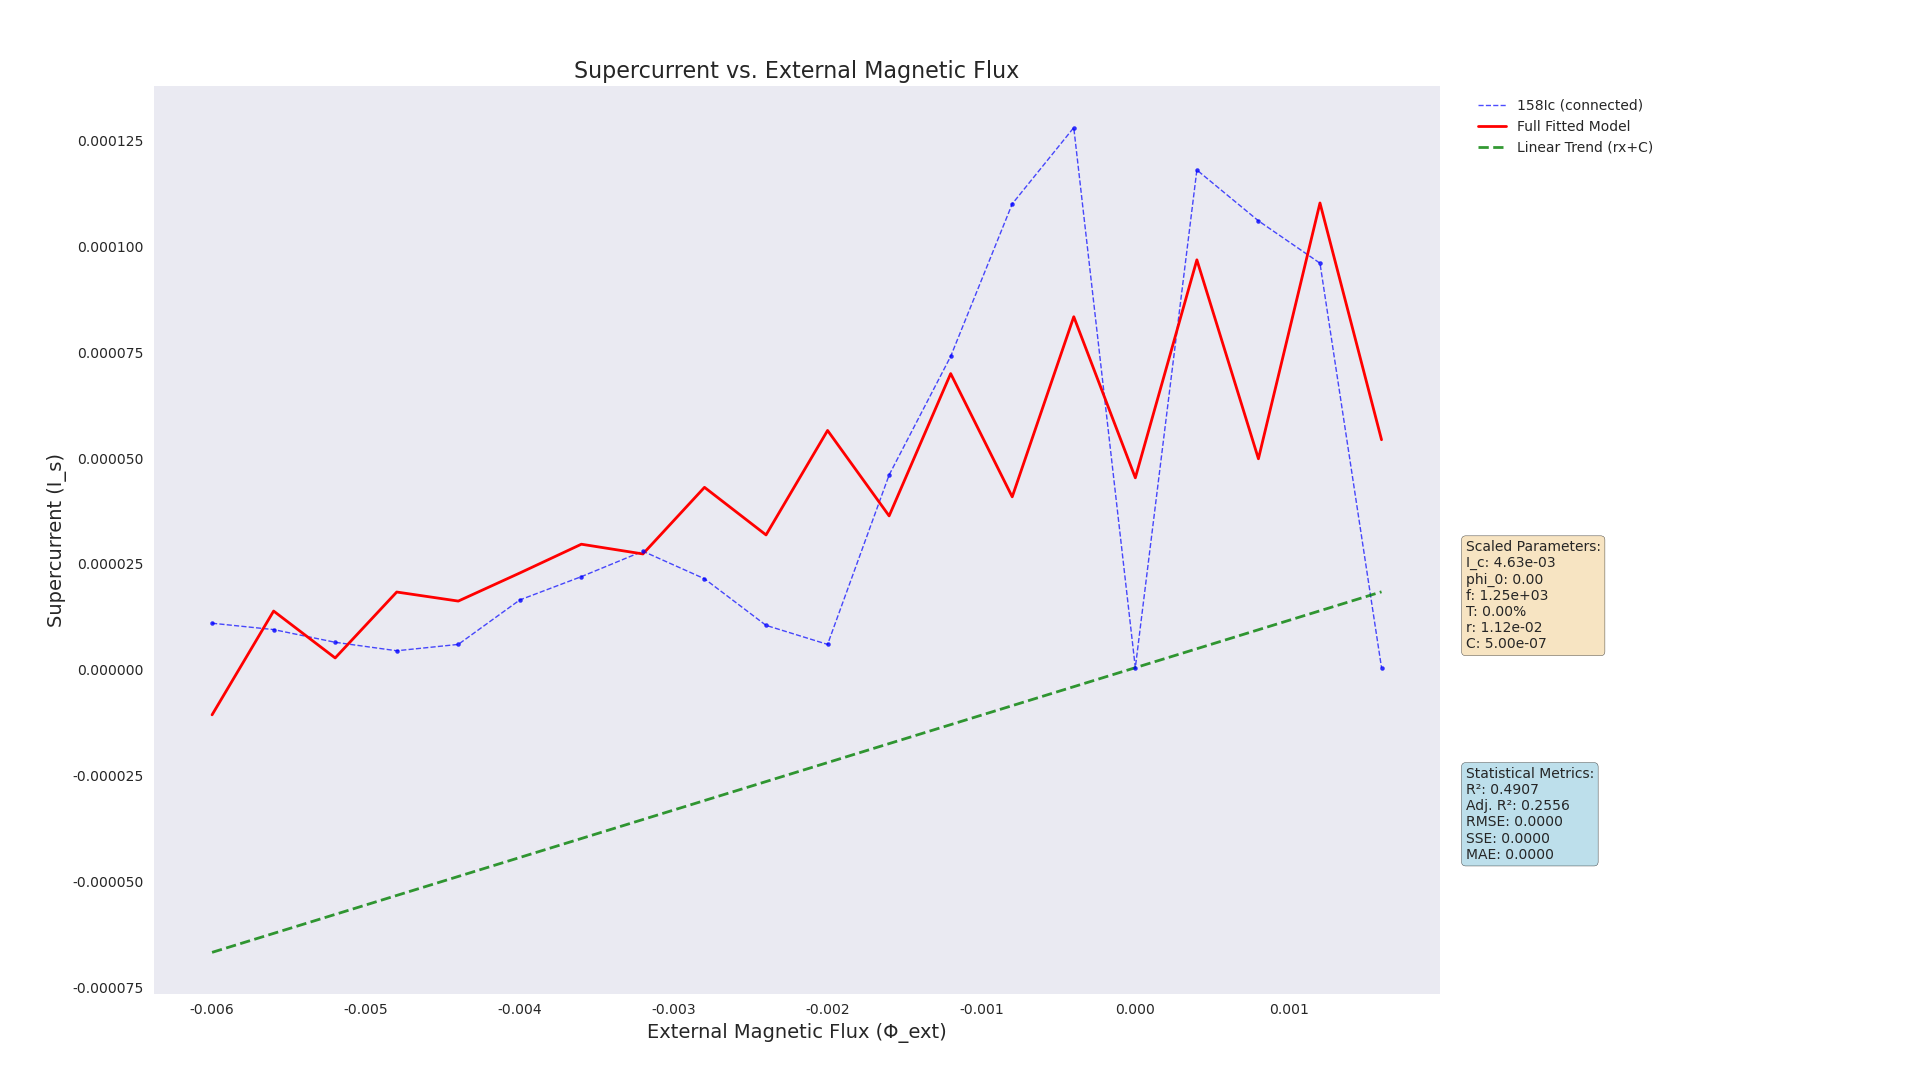 Supercurrent vs. External Magnetic Flux
158Ic (connected)
Full Fitted Model
Linear Trend (rx+C)
0.000125
0.000100
0.000075
0.000050
0.000025
0.000000
-0.000025
-0.000050
-0.000075
Supercurrent (I_s)
-0.006
-0.005
-0.004
-0.003
-0.002
-0.001
0.000
0.001
External Magnetic Flux (Φ_ext)
Scaled Parameters:
I_c: 4.63e-03
phi_0: 0.00
f: 1.25e+03
T: 0.00%
r: 1.12e-02
C: 5.00e-07
Statistical Metrics:
R²: 0.4907
Adj. R²: 0.2556
RMSE: 0.0000
SSE: 0.0000
MAE: 0.0000